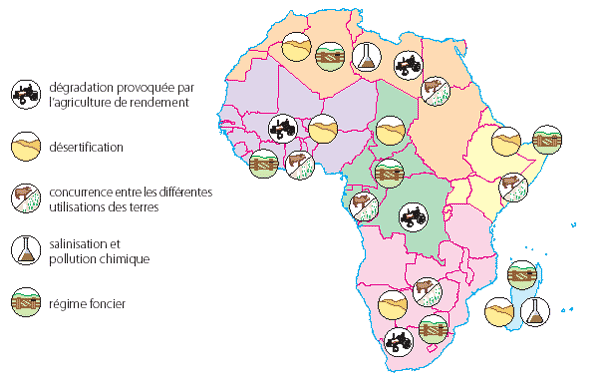 dégradation provoquée par
l'agriculture de rendement
désertification
concurrence entre les différentes
utilisations des terres
salinisation et
pollution chimique
régime foncier